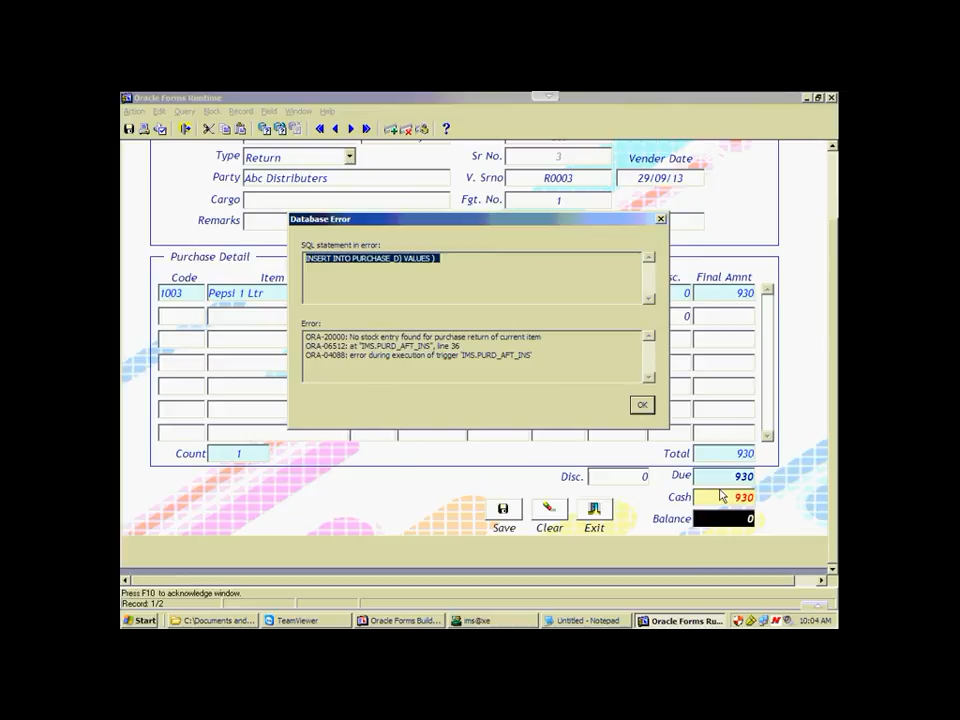 Oracle Forms Runtime
Action Edit Query Block Record Field Window Help
Type Return Sr No. 3 Vender Date
Party Abc Distributers V. Srno R0003 29/09/13
Cargo Fgt. No. 1
Remarks
Database Error
SQL statement in error:
INSERT INTO PURCHASE_D) VALUES )
Purchase Detail
Code Item sc. Final Amnt
1003 Pepsi 1 Ltr 0 930
0
Error:
ORA-20000: No stock entry found for purchase return of current item
ORA-06512: at "IMS.PURD_AFT_INS", line 36
ORA-04088: error during execution of trigger 'IMS.PURD_AFT_INS'
OK
Count 1 Total 930
Disc. 0 Due 930
Cash 930
Save Clear Exit Balance 0
Press F10 to acknowledge window.
Record: 1/2
Start C:\Documents and... TeamViewer Oracle Forms Build... ims@xe Untitled - Notepad Oracle Forms Ru... 10:04 AM